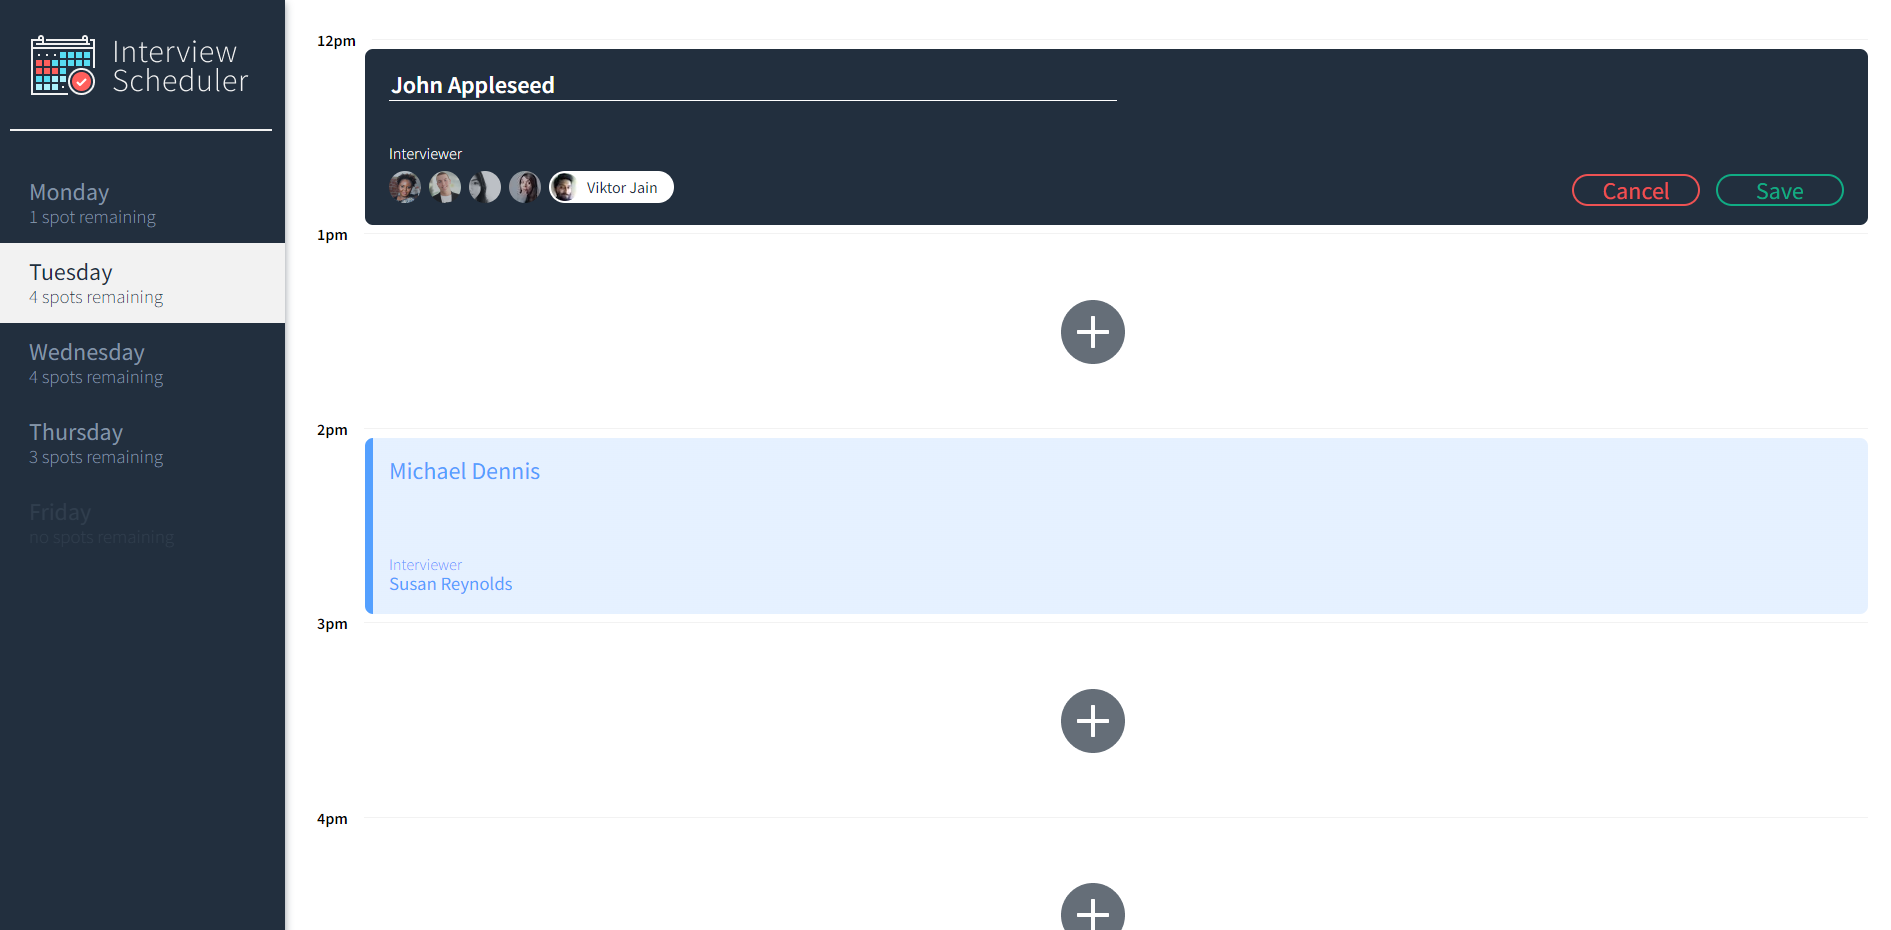 Interview
Scheduler
Monday
1 spot remaining
Tuesday
4 spots remaining
Wednesday
4 spots remaining
Thursday
3 spots remaining
Friday
no spots remaining
12pm
John Appleseed
Interviewer
Viktor Jain
Cancel
Save
1pm
2pm
Michael Dennis
Interviewer
Susan Reynolds
3pm
4pm